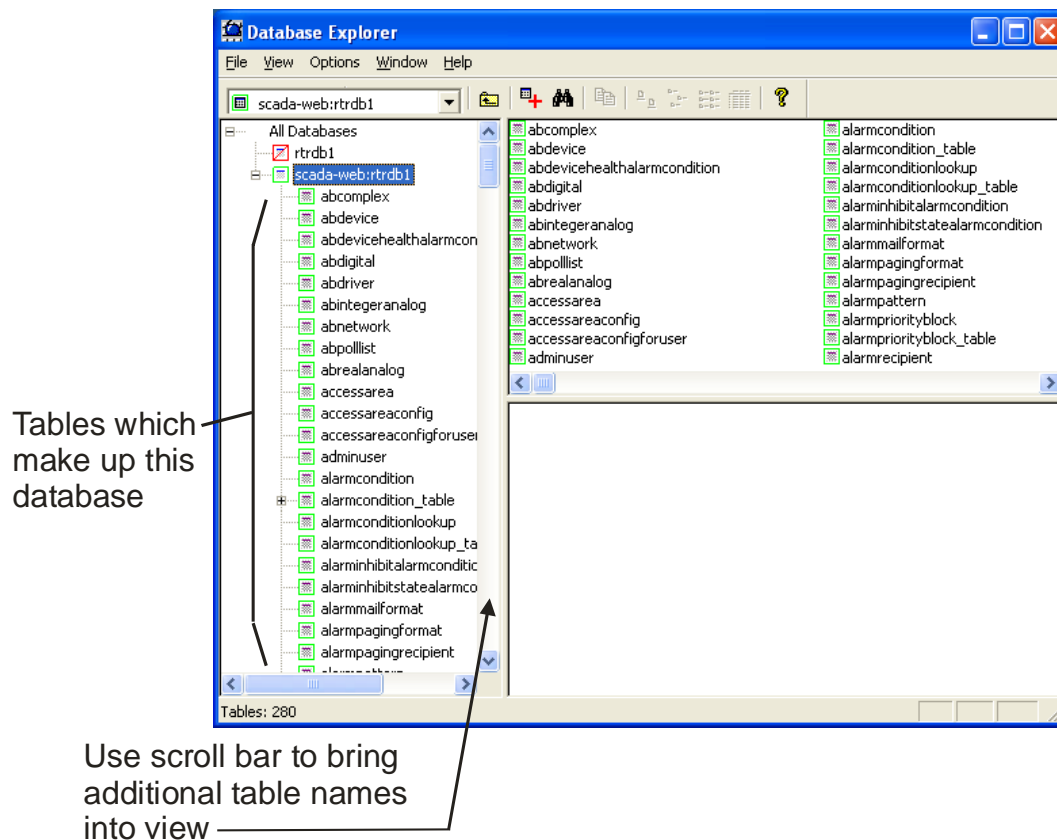 Database Explorer
File View Options Window Help
scada-web:rtrdb1
All Databases
rtrdb1
scada-web:rtrdb1
abcomplex
abdevice
abdevicehealthalarmcon
abdigital
abdriver
abintegeranalog
abnetwork
abpolllist
abrealanalog
accessarea
accessareaconfig
accessareaconfigforuser
adminuser
alarmcondition
alarmcondition_table
alarmconditionlookup
alarmconditionlookup_ta
alarminhibitalarmconditic
alarminhibitstatealarmco
alarmmailformat
alarmpagingformat
alarmpagingrecipient
alarmpattern
abcomplex
abdevice
abdevicehealthalarmcondition
abdigital
abdriver
abintegeranalog
abnetwork
abpolllist
abrealanalog
accessarea
accessareaconfig
accessareaconfigforuser
adminuser
alarmcondition
alarmcondition_table
alarmconditionlookup
alarmconditionlookup_table
alarminhibitalarmcondition
alarminhibitstatealarmcondition
alarmmailformat
alarmpagingformat
alarmpagingrecipient
alarmpattern
alarmpriorityblock
alarmpriorityblock_table
alarmrecipient
Tables: 280
Tables which
make up this
database
Use scroll bar to bring
additional table names
into view